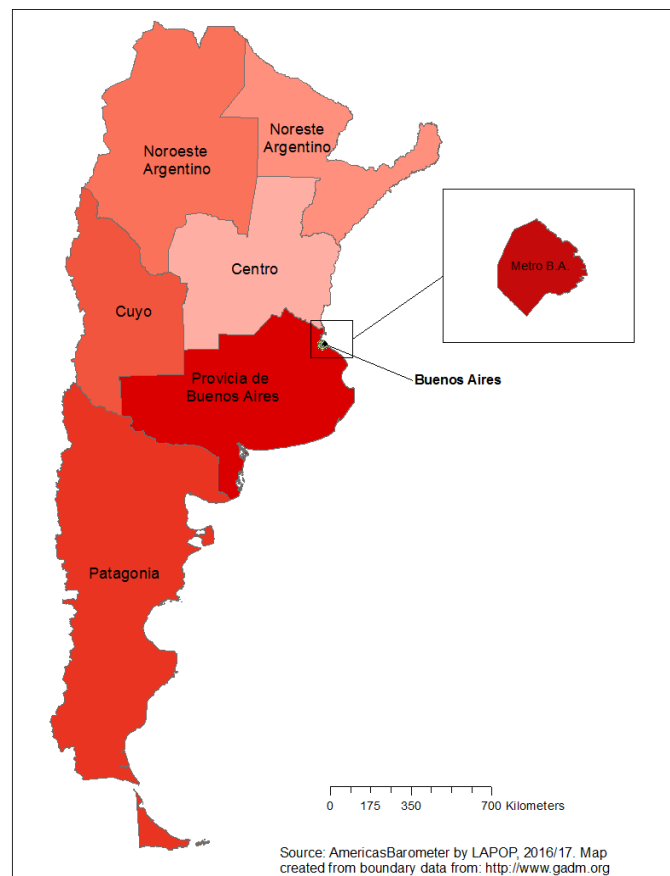 Noroeste
Argentino
Noreste
Argentino
Metro B.A.
Centro
Cuyo
Provicia de
Buenos Aires
Buenos Aires
Patagonia
0 175 350 700 Kilometers
Source: AmericasBarometer by LAPOP, 2016/17. Map
created from boundary data from: http://www.gadm.org